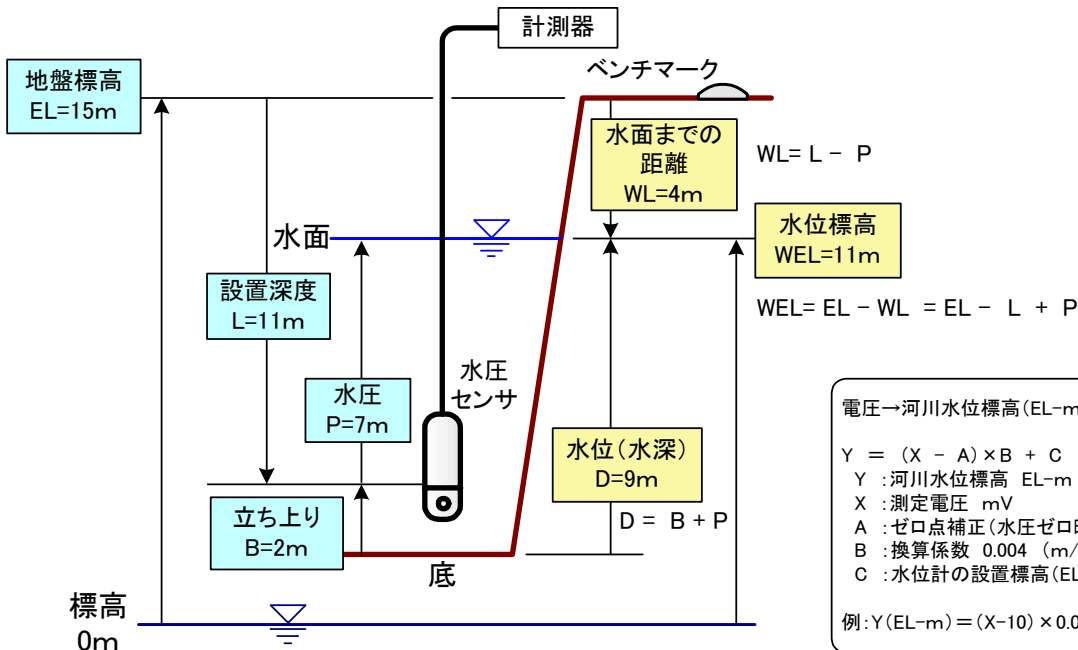 計測器
ベンチマーク
地盤標高
EL=15m
水面までの
距離
WL=4m
WL= L − P
水面
水位標高
WEL=11m
設置深度
L=11m
WEL= EL − WL = EL − L + P
水圧
センサ
水圧
P=7m
水位(水深)
D=9m
D = B + P
立ち上り
B=2m
底
標高
0m
電圧→河川水位標高(EL-m
Y = (X − A)×B + C
Y :河川水位標高 EL-m
X :測定電圧 mV
A :ゼロ点補正(水圧ゼロ
B :換算係数 0.004 (m/
C :水位計の設置標高(EL
例:Y(EL-m)=(X-10)×0.0